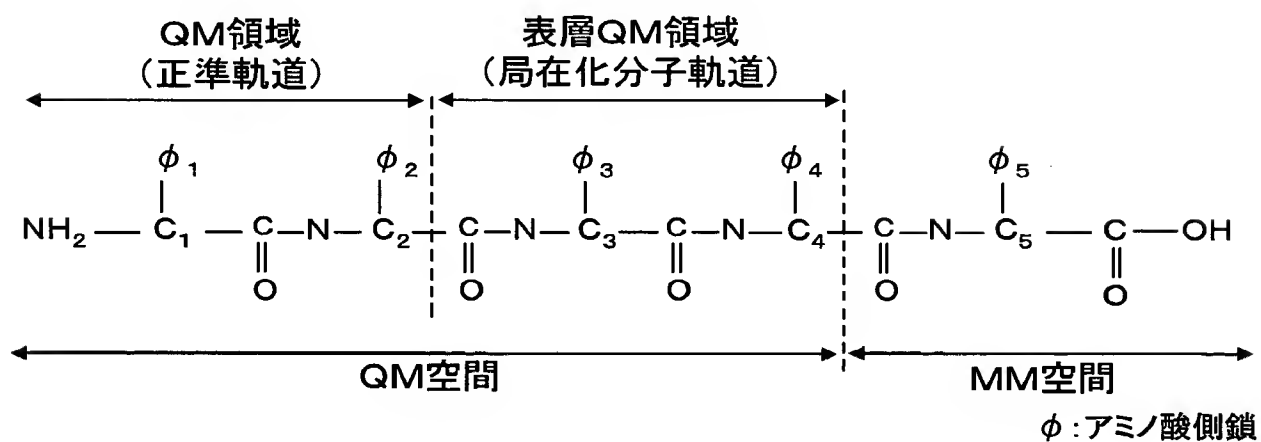 QM領域
(正準軌道)
表層QM領域
(局在化分子軌道)
φ1 φ2 φ3 φ4 φ5
NH2 C1 C N C2 C N C3 C N C4 C N C5 C OH
O O O O O
QM空間
MM空間
φ:アミノ酸側鎖